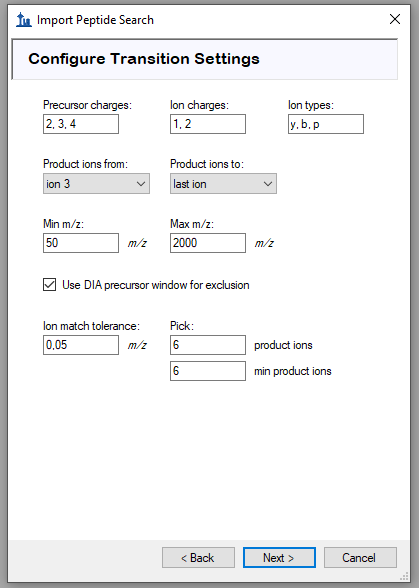 Import Peptide Search
Configure Transition Settings
Precursor charges: Ion charges: Ion types:
2, 3, 4 1, 2 y, b, p
Product ions from: Product ions to:
ion 3 last ion
Min m/z: Max m/z:
50 m/z 2000 m/z
Use DIA precursor window for exclusion
Ion match tolerance: Pick:
0,05 m/z 6 product ions
6 min product ions
< Back Next > Cancel